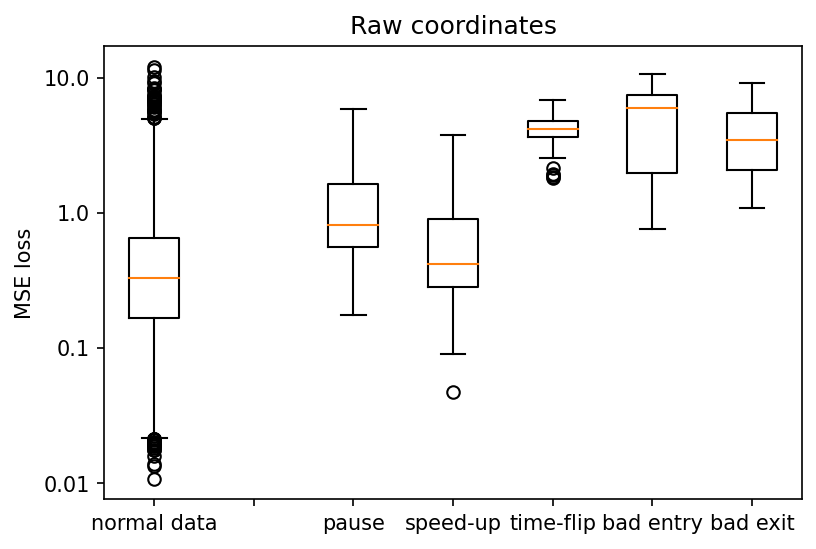 Raw coordinates
MSE loss
10.0
1.0
0.1
0.01
normal data pause speed-up time-flip bad entry bad exit